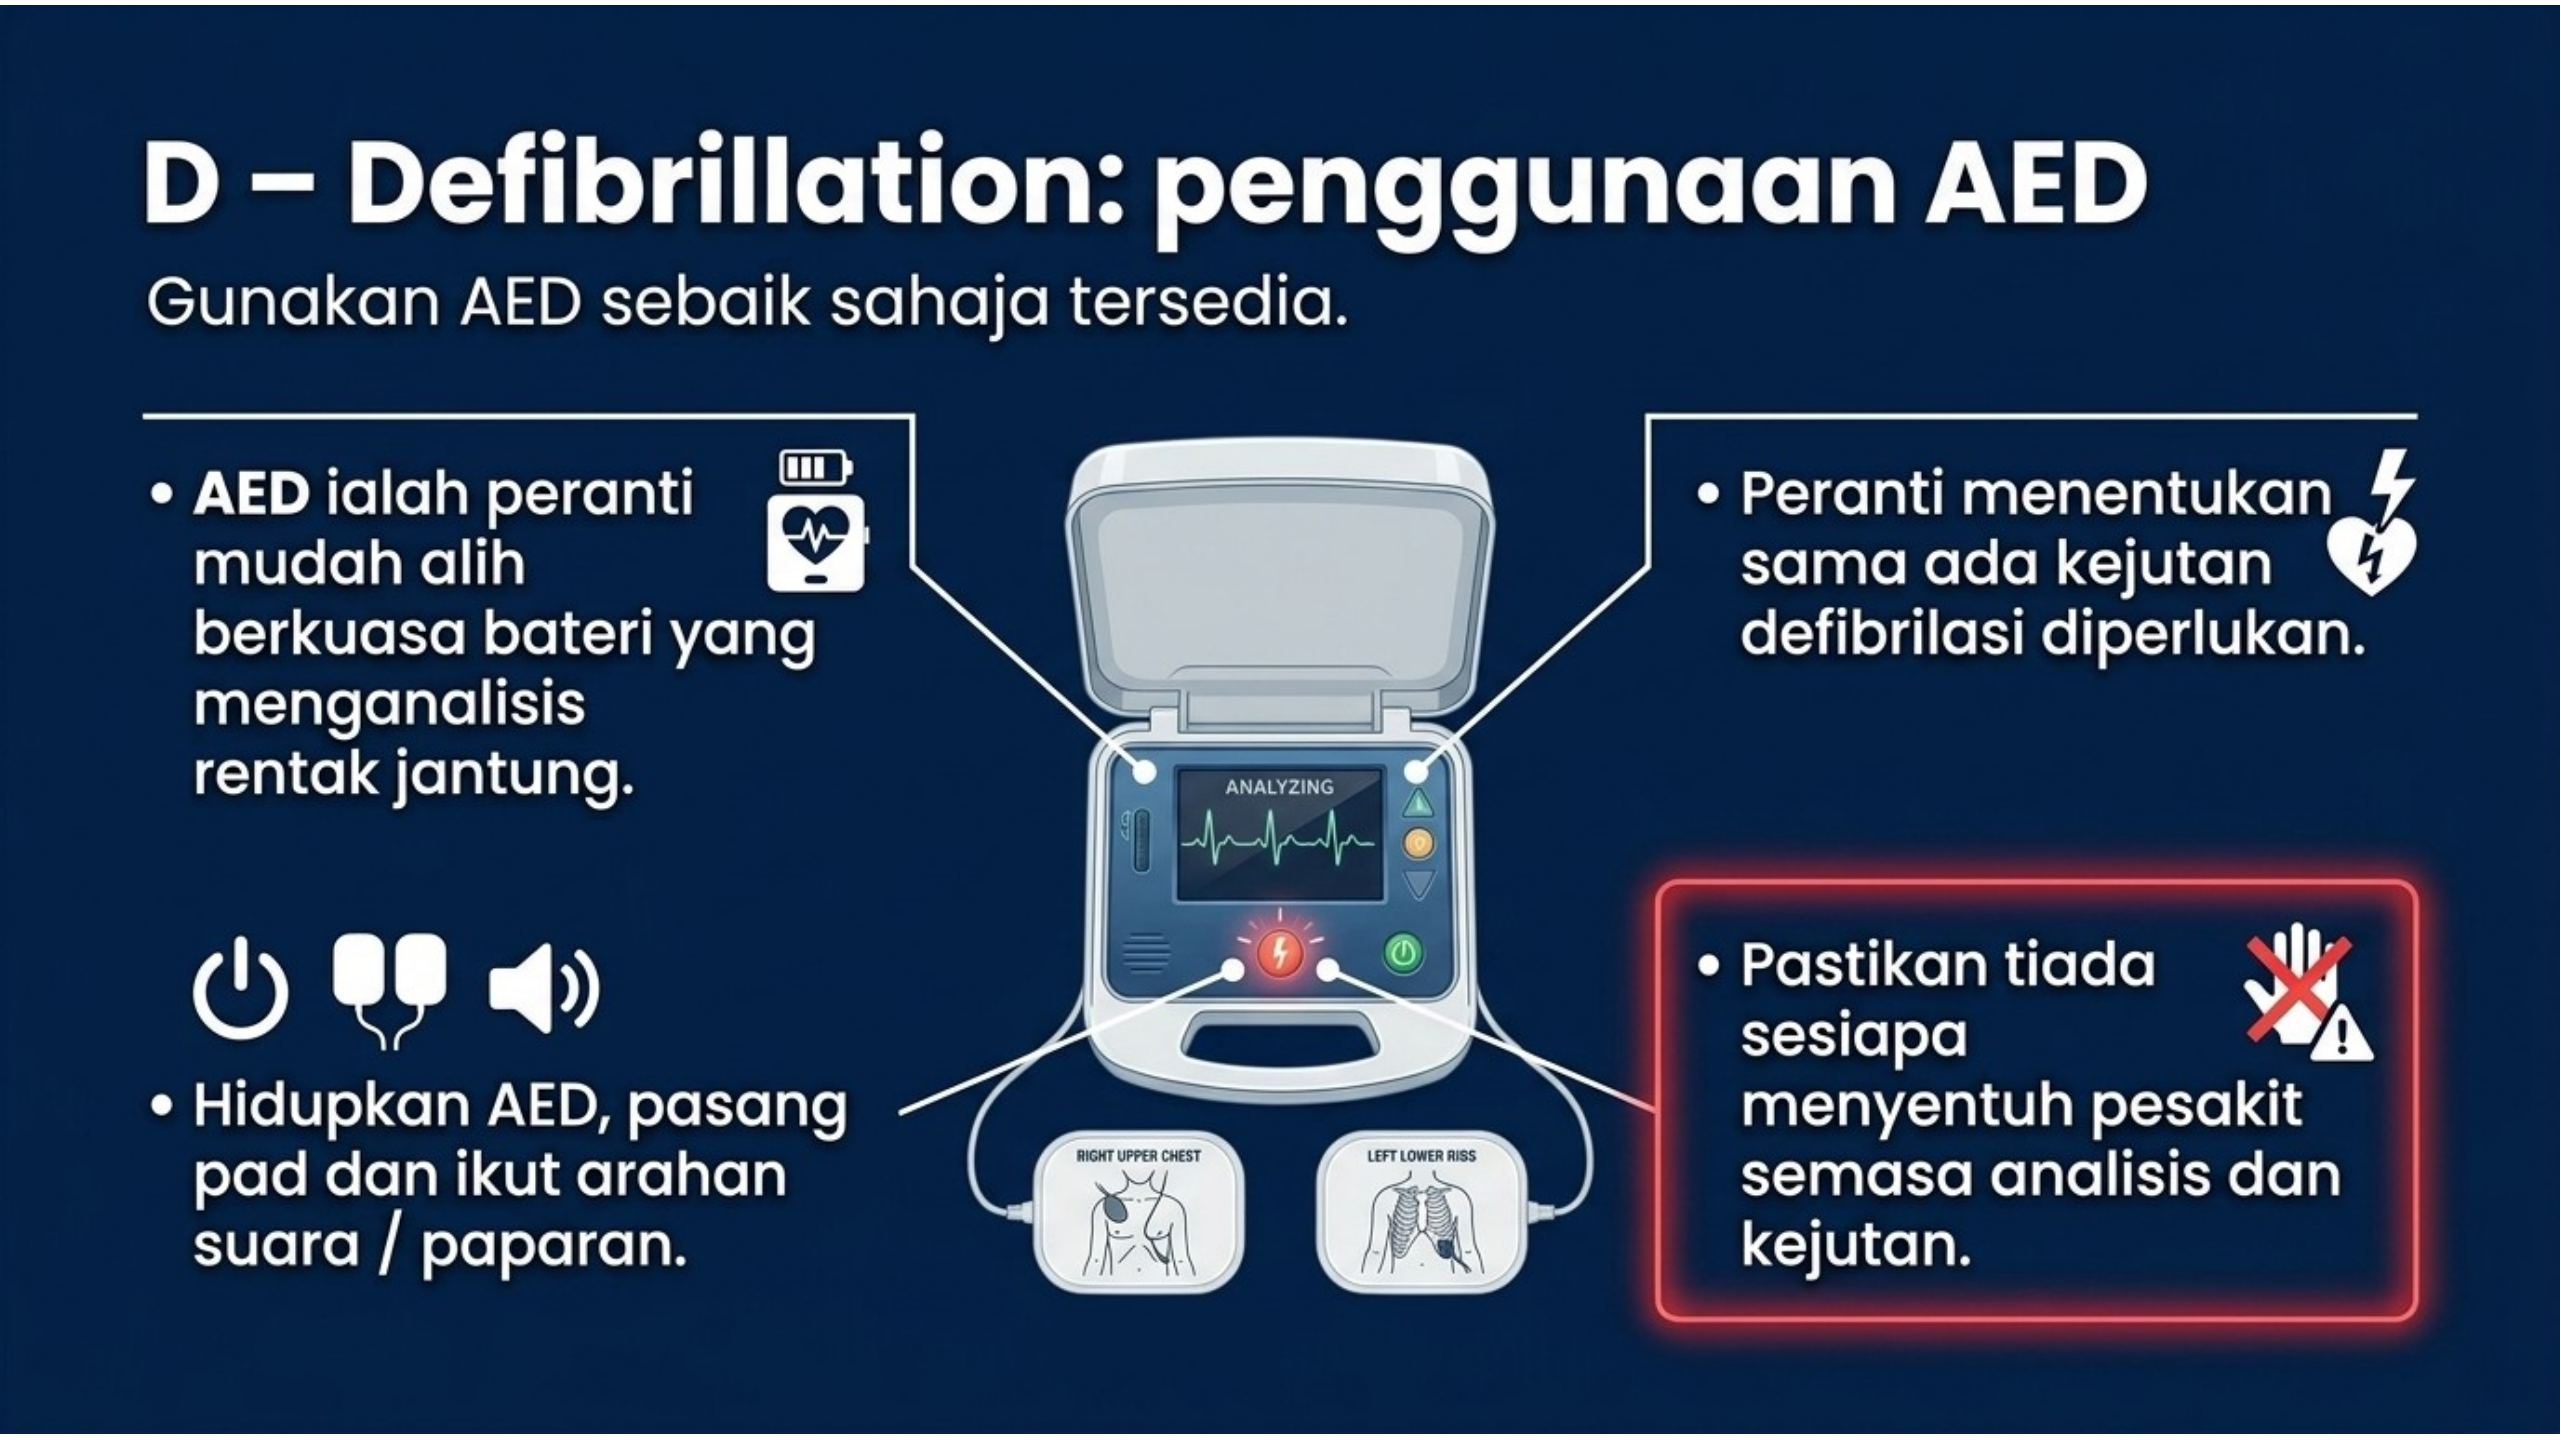 D – Defibrillation: penggunaan AED
Gunakan AED sebaik sahaja tersedia.
• AED ialah peranti
mudah alih
berkuasa bateri yang
menganalisis
rentak jantung.
• Peranti menentukan
sama ada kejutan
defibrilasi diperlukan.
ANALYZING
• Hidupkan AED, pasang
pad dan ikut arahan
suara / paparan.
RIGHT UPPER CHEST
LEFT LOWER RISS
• Pastikan tiada
sesiapa
menyentuh pesakit
semasa analisis dan
kejutan.